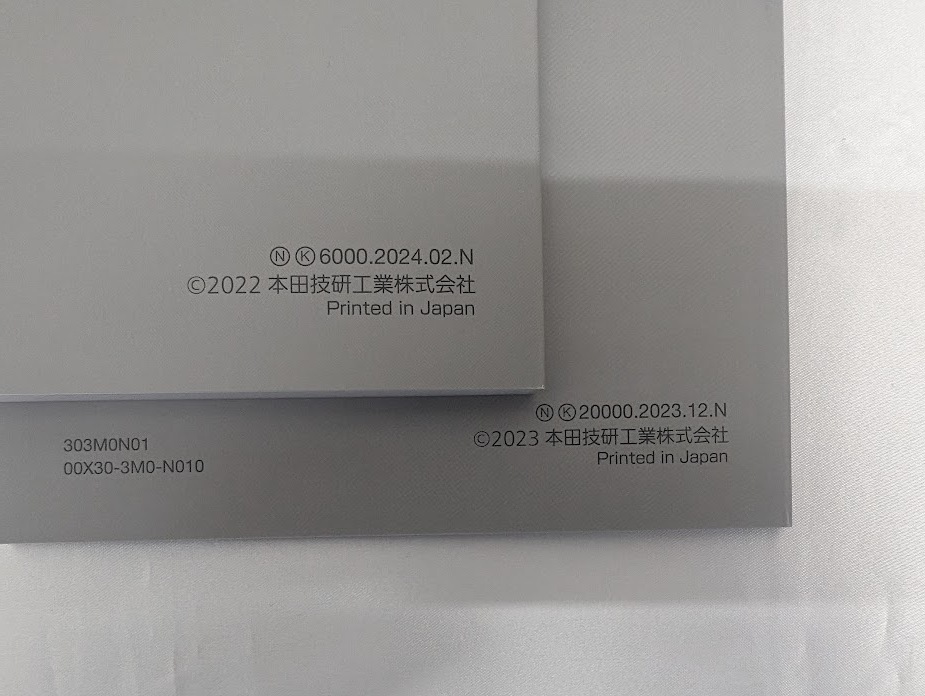 ⓃⓀ6000.2024.02.N
©2022 本田技研工業株式会社
Printed in Japan
303M0N01
00X30-3M0-N010
ⓃⓀ20000.2023.12.N
©2023 本田技研工業株式会社
Printed in Japan